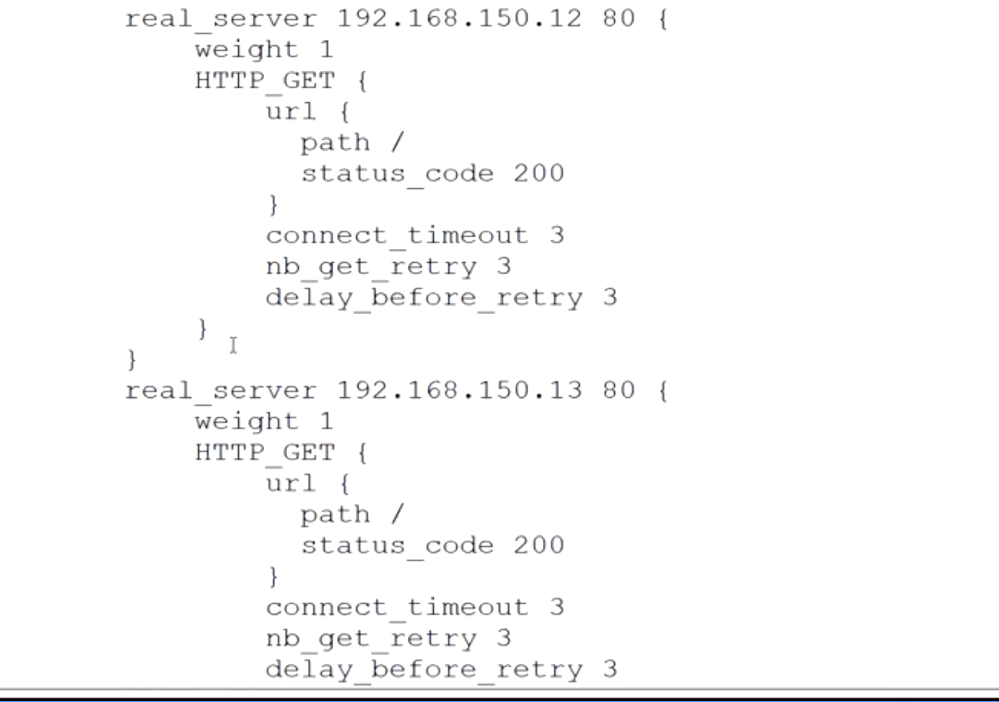 real_server 192.168.150.12 80 {
weight 1
HTTP_GET {
url {
path /
status_code 200
}
connect_timeout 3
nb_get_retry 3
delay_before_retry 3
}
}
real_server 192.168.150.13 80 {
weight 1
HTTP_GET {
url {
path /
status_code 200
}
connect_timeout 3
nb_get_retry 3
delay_before_retry 3